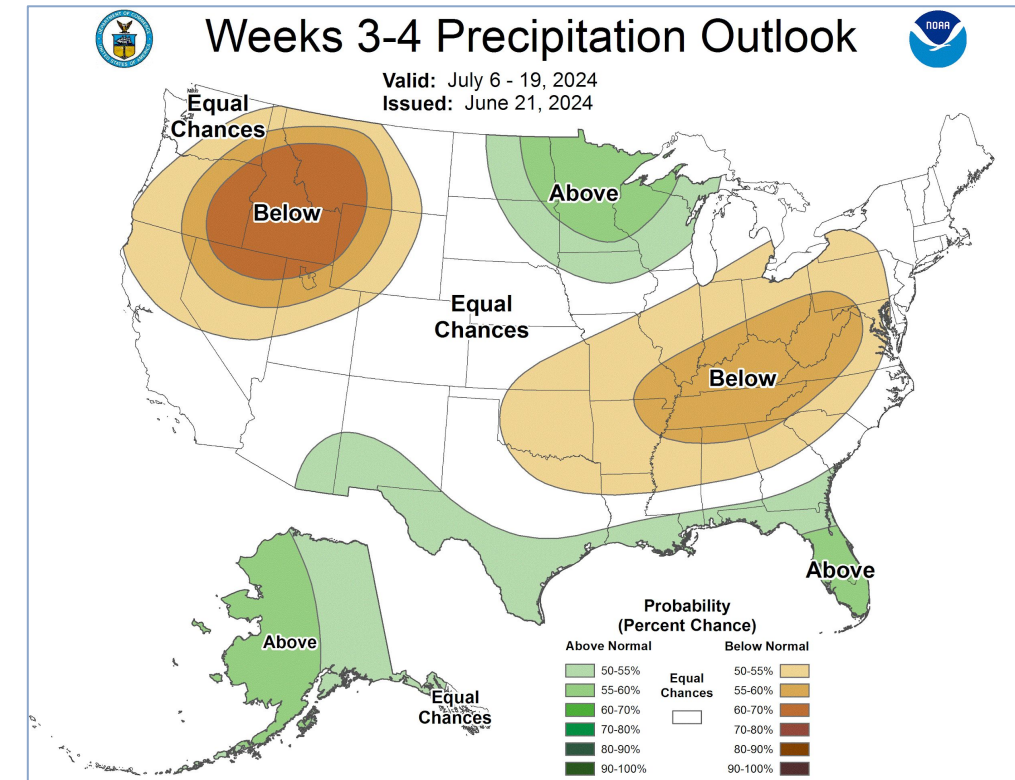 Weeks 3-4 Precipitation Outlook
NOAA
Valid: July 6 - 19, 2024
Issued: June 21, 2024
Equal
Chances
Below
Above
Equal
Chances
Below
Above
Above
Equal
Chances
Probability
(Percent Chance)
Above Normal
Below Normal
50-55%
55-60%
60-70%
70-80%
80-90%
90-100%
Equal
Chances
50-55%
55-60%
60-70%
70-80%
80-90%
90-100%